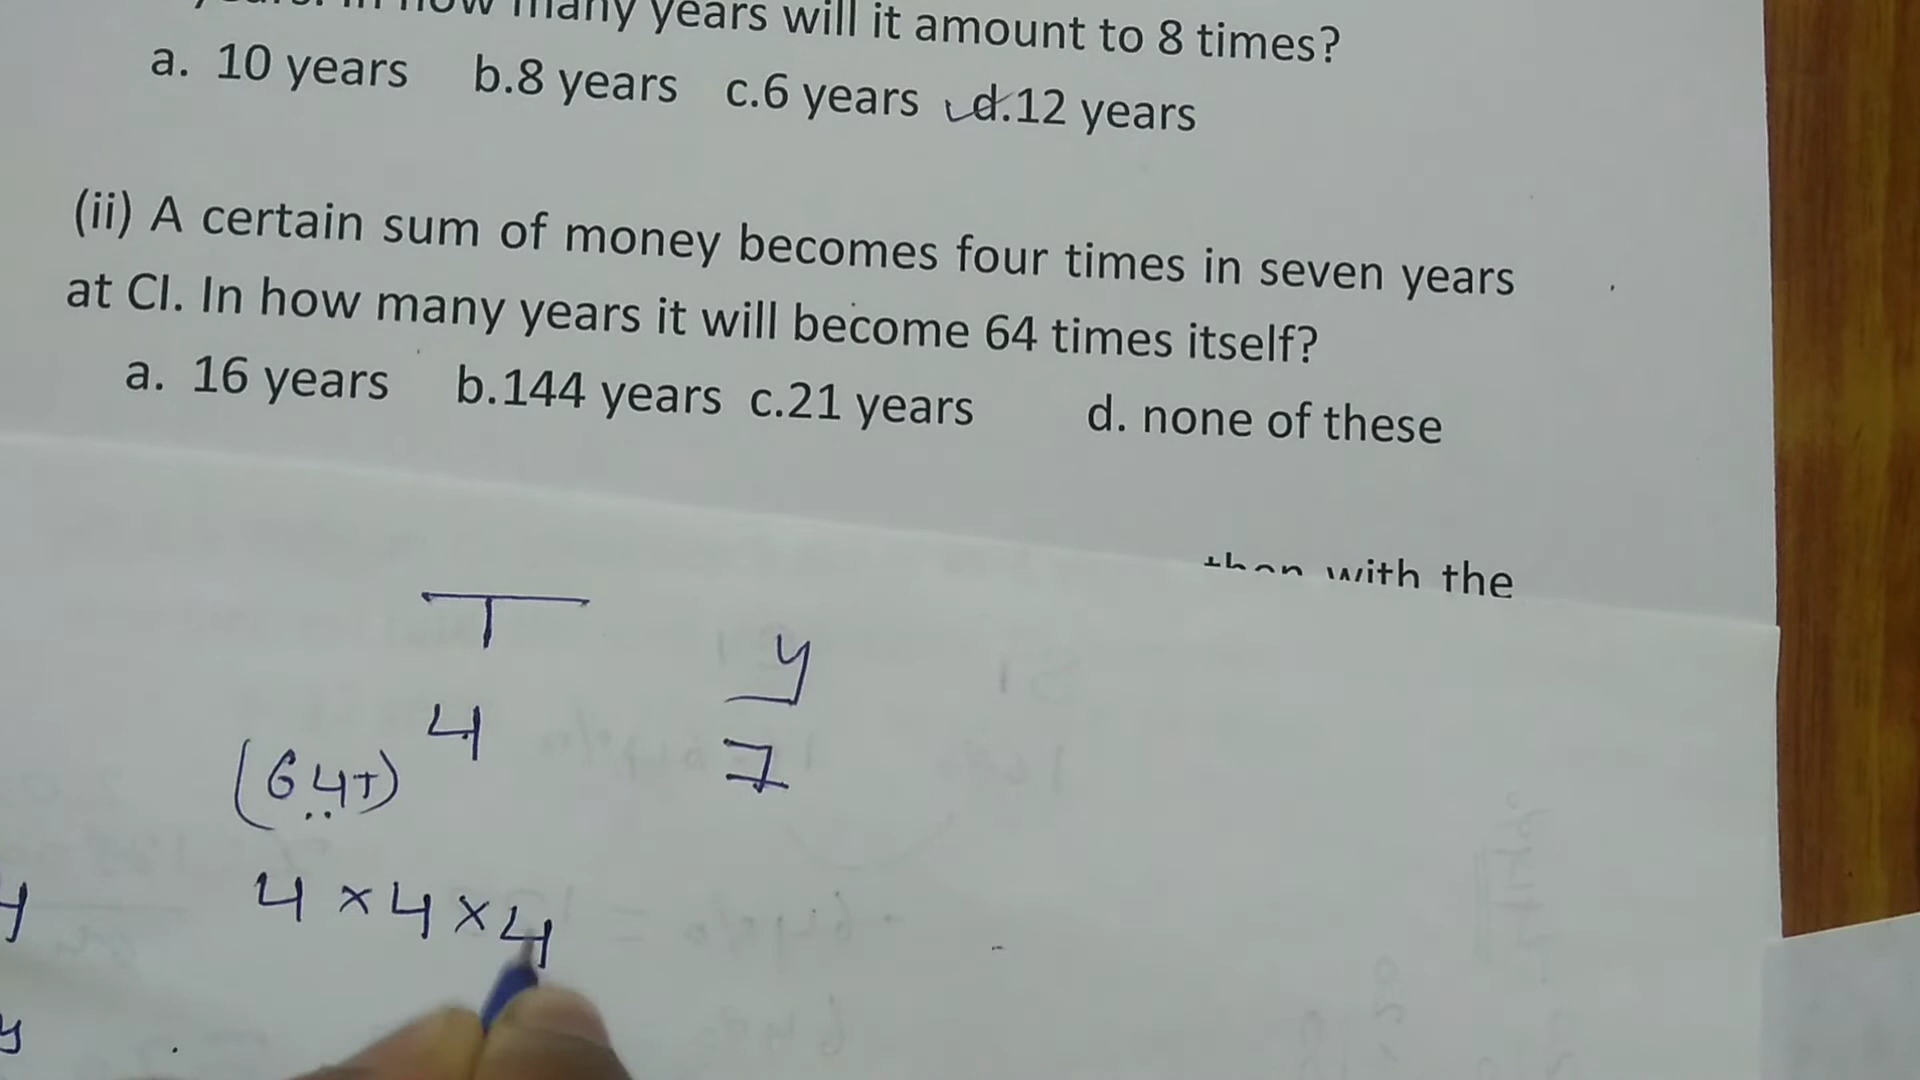 how many years will it amount to 8 times?
a. 10 years b.8 years c.6 years d.12 years
(ii) A certain sum of money becomes four times in seven years
at CI. In how many years it will become 64 times itself?
a. 16 years b.144 years c.21 years d. none of these
than with the
T y
4 7
(64T)
4 × 4 × 4
y
y